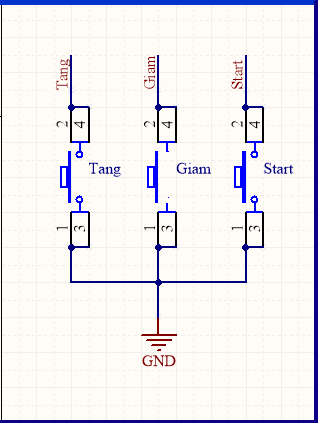 Tang Giam Start
2 4 2 4 2 4
Tang Giam Start
1 3 1 3 1 3
GND